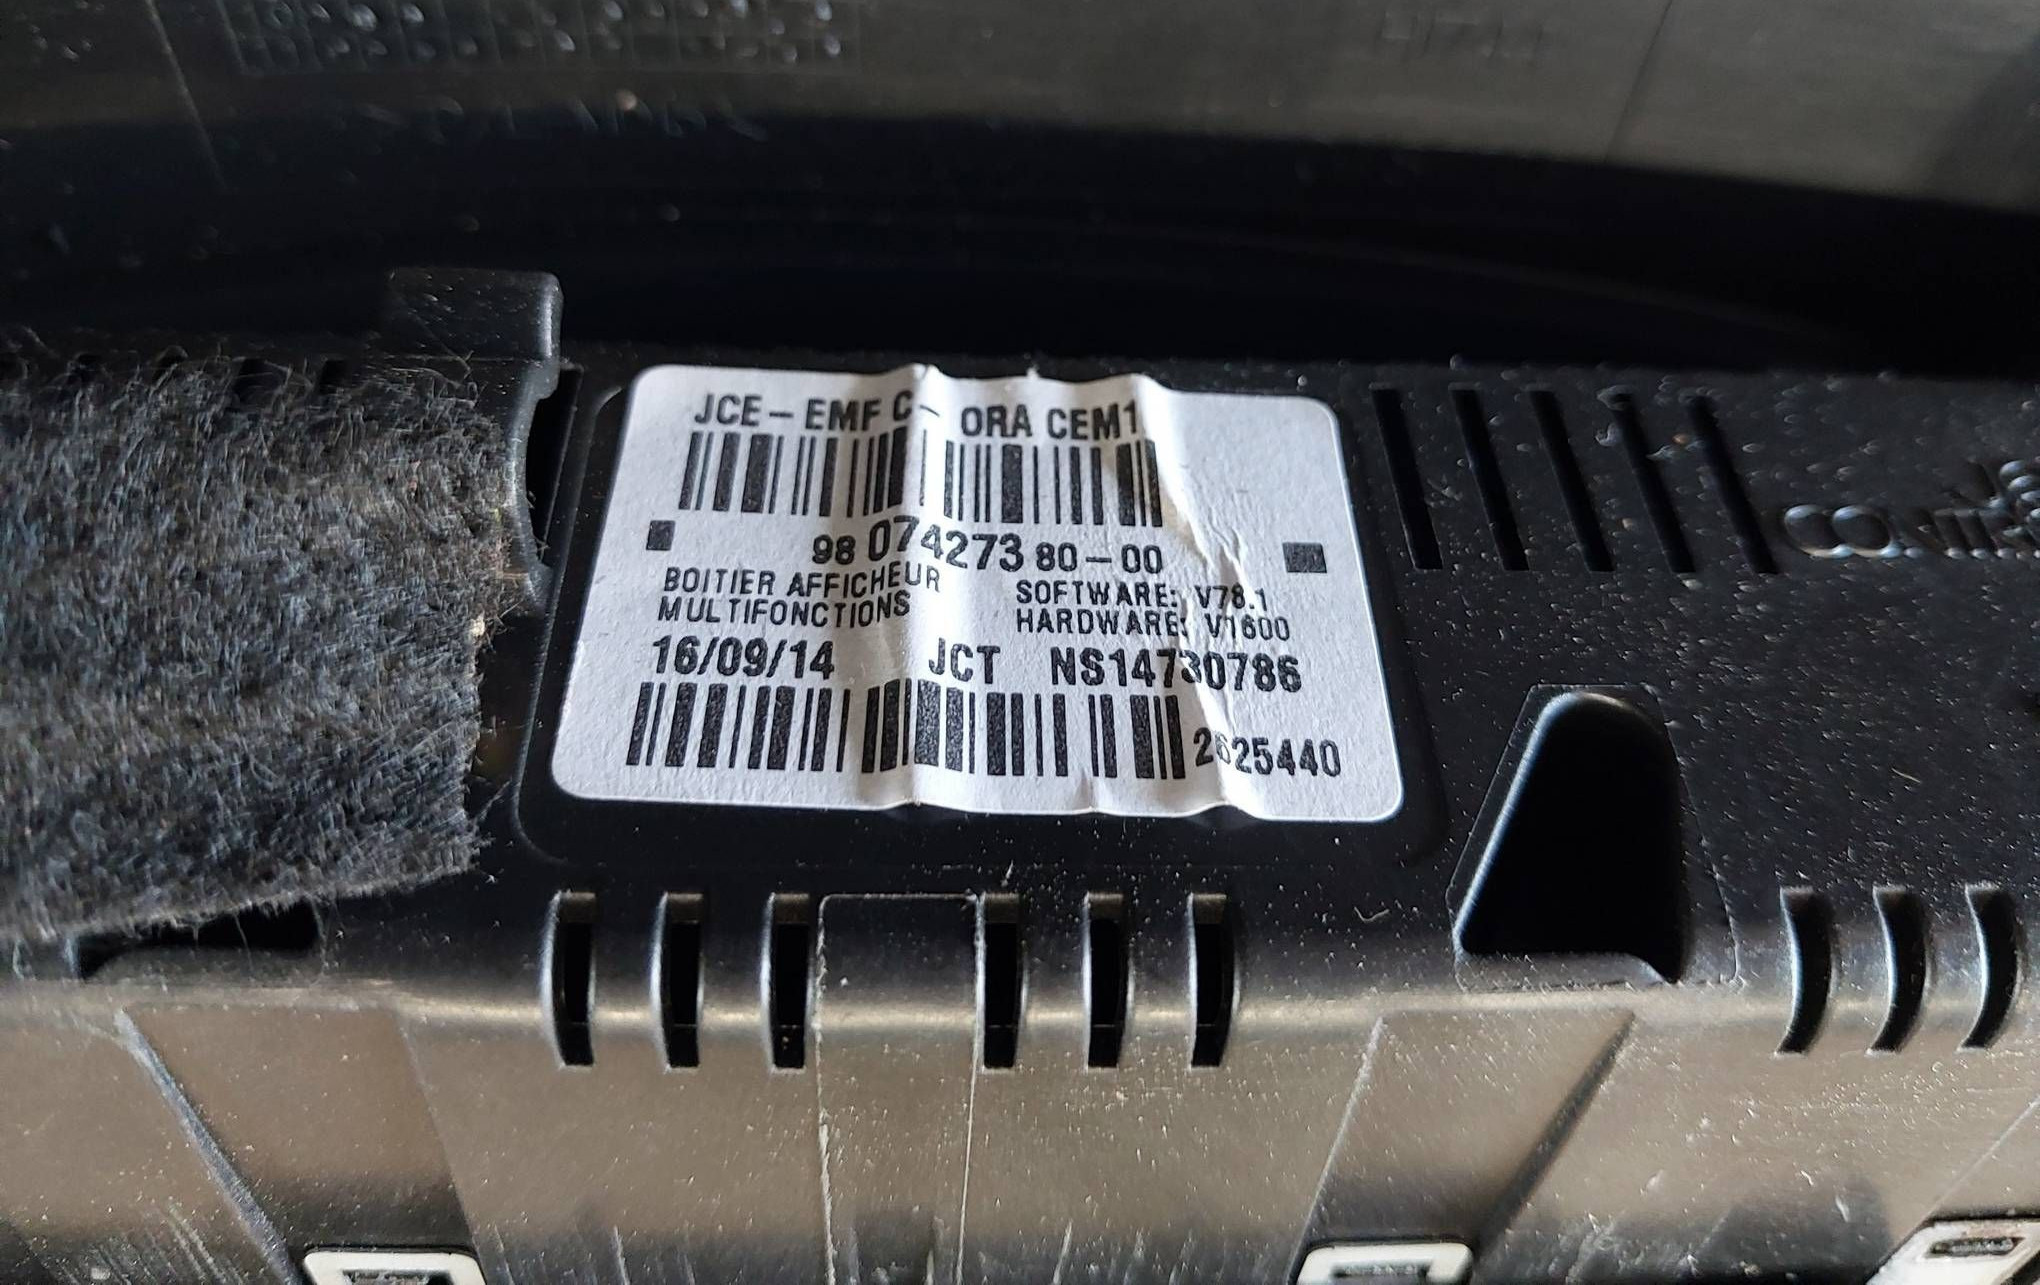 JCE - EMF C - ORA CEM1
98 074273 80-00
BOITIER AFFICHEUR
MULTIFONCTIONS
SOFTWARE: V78.1
HARDWARE: V1600
16/09/14 JCT NS14730786
2625440